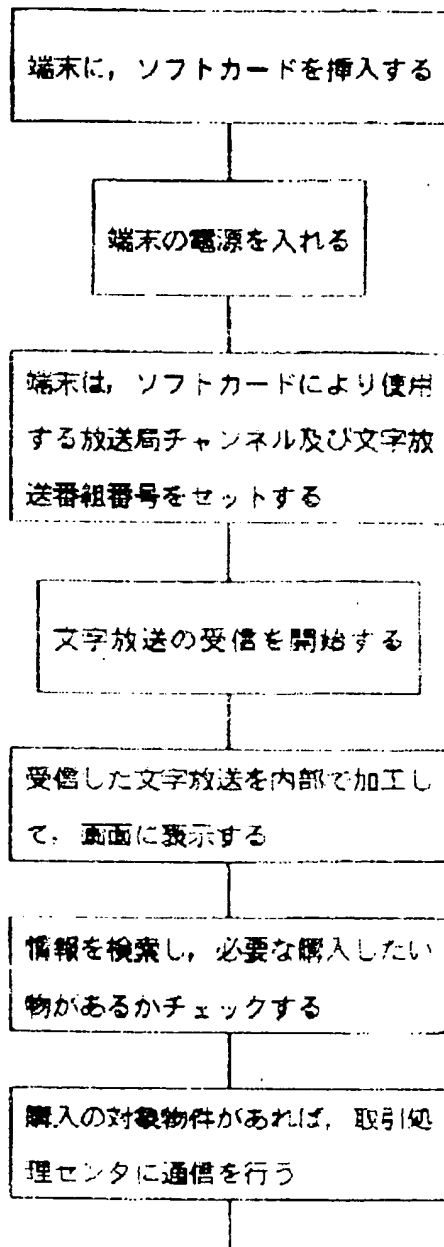 端末に，ソフトカードを挿入する
端末の電源を入れる
端末は，ソフトカードにより使用
する放送局チャンネル及び文字放
送番組番号をセットする
文字放送の受信を開始する
受信した文字放送を内部で加工し
て，画面に表示する
情報を検索し，必要な購入したい
物があるかチェックする
購入の対象物件があれば，取引処
理センタに通信を行う